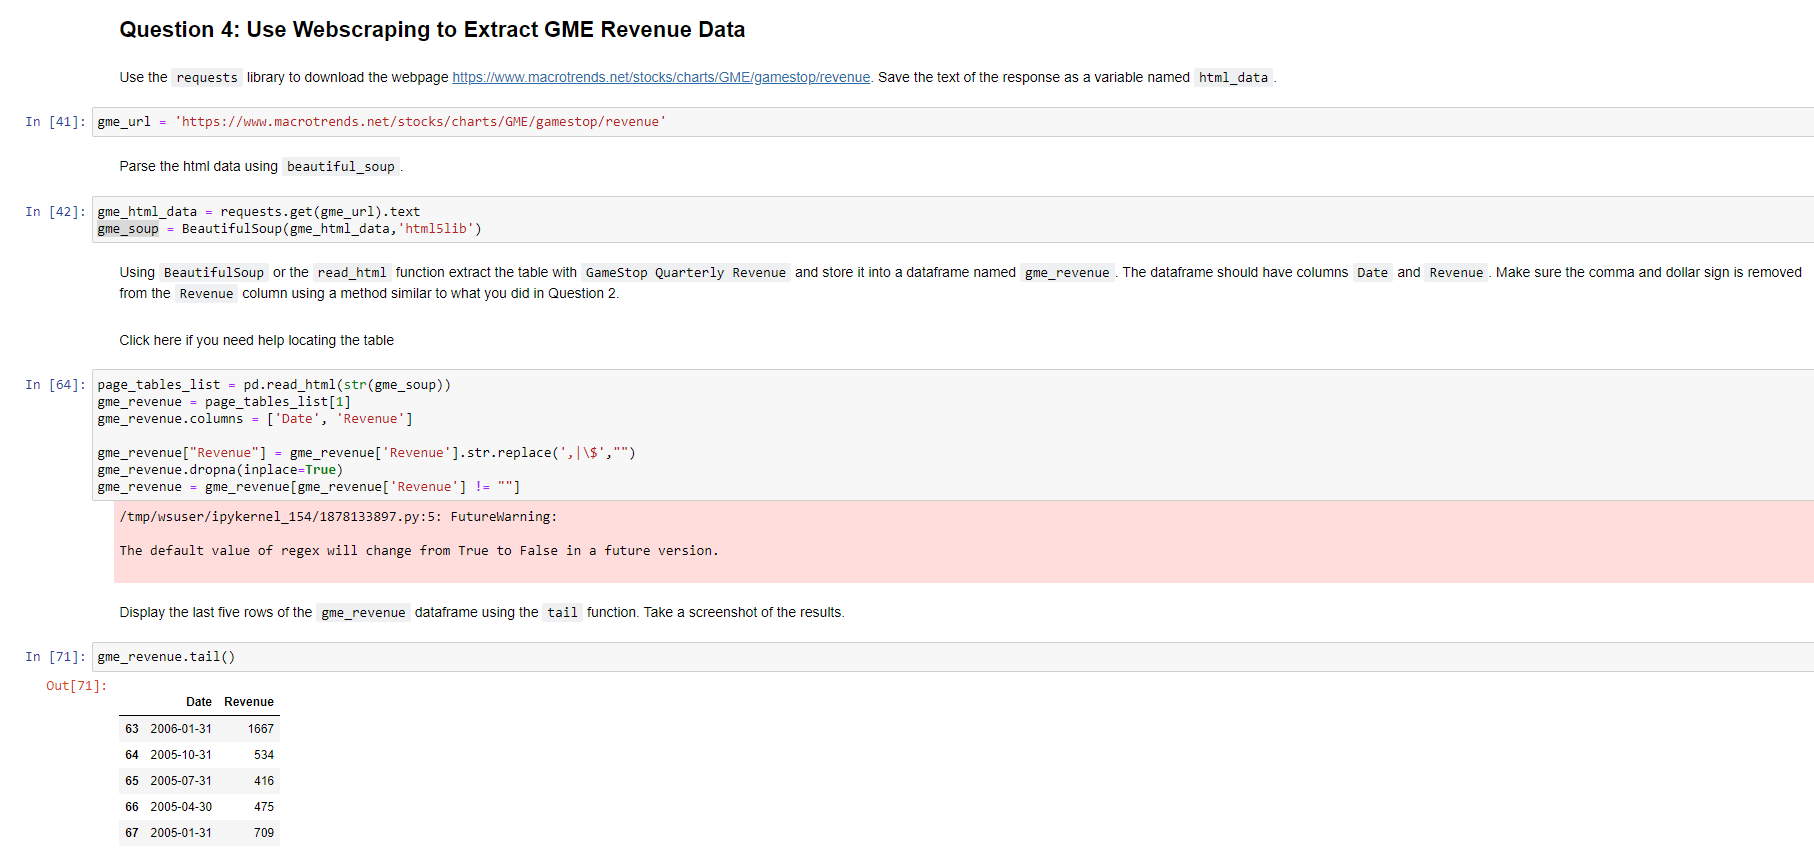 Question 4: Use Webscraping to Extract GME Revenue Data
Use the requests library to download the webpage https://www.macrotrends.net/stocks/charts/GME/gamestop/revenue. Save the text of the response as a variable named html_data .
In [41]: gme_url = 'https://www.macrotrends.net/stocks/charts/GME/gamestop/revenue'
Parse the html data using beautiful_soup .
In [42]: gme_html_data = requests.get(gme_url).text
gme_soup = BeautifulSoup(gme_html_data,'html5lib')
Using BeautifulSoup or the read_html function extract the table with GameStop Quarterly Revenue and store it into a dataframe named gme_revenue . The dataframe should have columns Date and Revenue . Make sure the comma and dollar sign is removed
from the Revenue column using a method similar to what you did in Question 2.
Click here if you need help locating the table
In [64]: page_tables_list = pd.read_html(str(gme_soup))
gme_revenue = page_tables_list[1]
gme_revenue.columns = ['Date', 'Revenue']
gme_revenue["Revenue"] = gme_revenue['Revenue'].str.replace(',|\$',"")
gme_revenue.dropna(inplace=True)
gme_revenue = gme_revenue[gme_revenue['Revenue'] != ""]
/tmp/wsuser/ipykernel_154/1878133897.py:5: FutureWarning:
The default value of regex will change from True to False in a future version.
Display the last five rows of the gme_revenue dataframe using the tail function. Take a screenshot of the results.
In [71]: gme_revenue.tail()
Out[71]:
Date Revenue
63 2006-01-31 1667
64 2005-10-31 534
65 2005-07-31 416
66 2005-04-30 475
67 2005-01-31 709